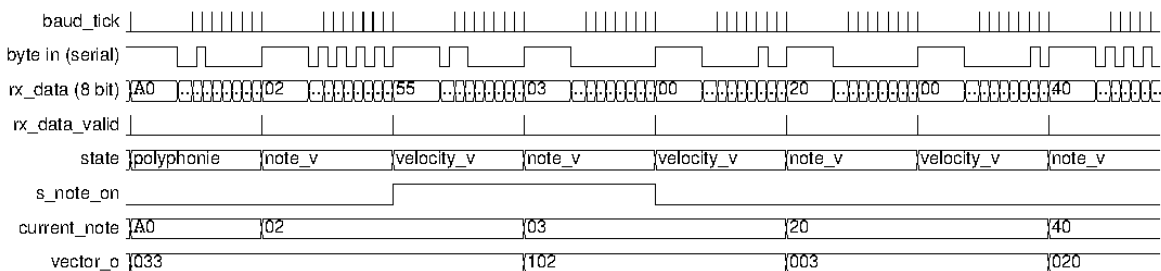 baud_tick
byte in (serial)
rx_data (8 bit) A0 02 55 03 00 20 00 40
rx_data_valid
state polyphonie note_v velocity_v note_v velocity_v note_v velocity_v note_v
s_note_on
current_note A0 02 03 20 40
vector_o 033 102 003 020